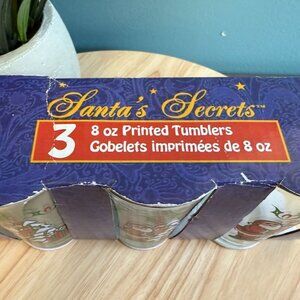 Santa's Secrets™
3
8 oz Printed Tumblers
Gobelets imprimées de 8 oz